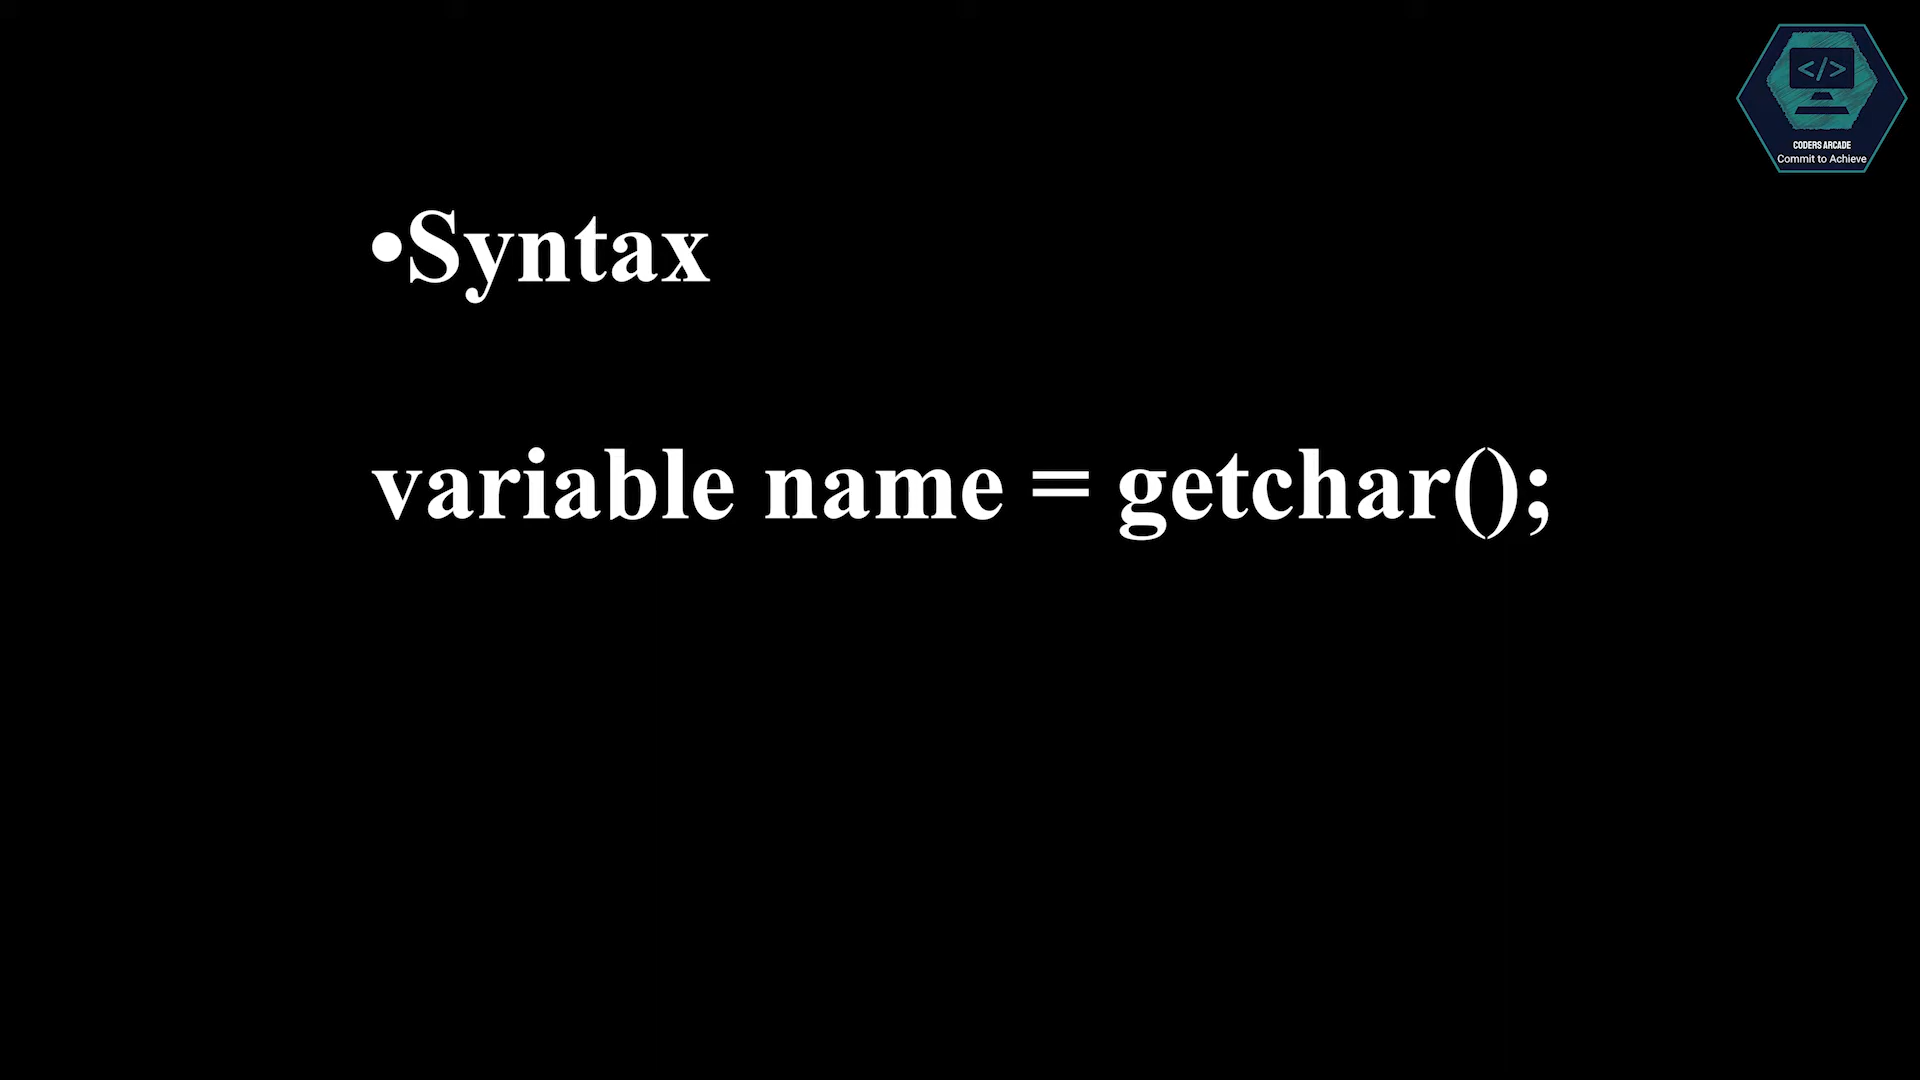 </>
CODERS ARCADE
Commit to Achieve
•Syntax
variable name = getchar();